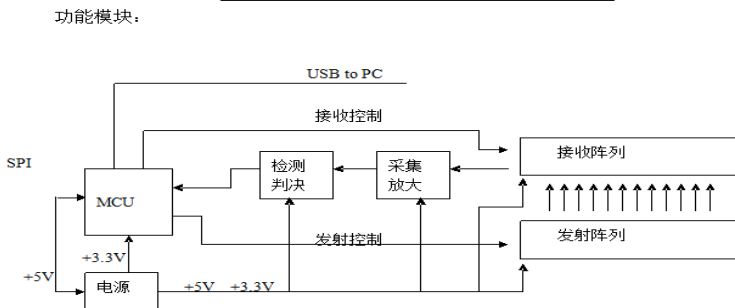 功能模块：
USB to PC
接收控制
SPI
检测
判决
采集
放大
接收阵列
MCU
发射控制
发射阵列
+3.3V
+5V
电源
+5V +3.3V